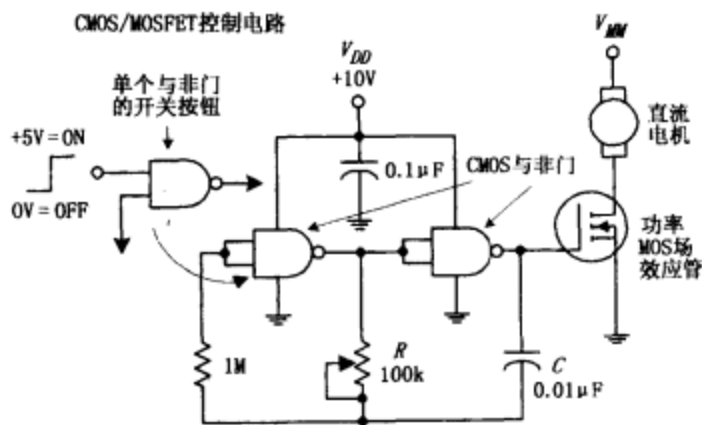 CMOS/MOSFET控制电路
单个与非门
的开关按钮
+5V=ON
0V=OFF
V_DD
+10V
0.1μF
CMOS与非门
V_MM
直流
电机
功率
MOS场
效应管
1M
R
100k
C
0.01μF